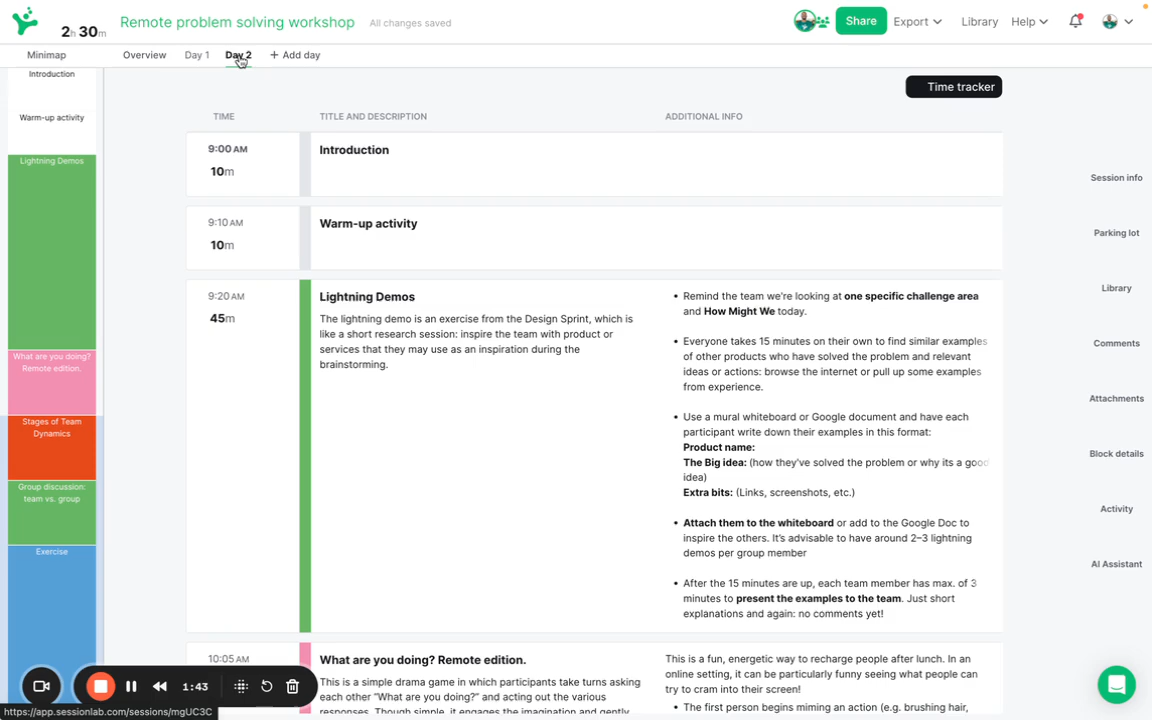 2h 30m
Remote problem solving workshop
All changes saved
Share
Export
Library
Help
Minimap
Overview
Day 1
Day 2
+ Add day
Introduction
Warm-up activity
Lightning Demos
What are you doing?
Remote edition.
Stages of Team
Dynamics
Group discussion:
team vs. group
Exercise
Time tracker
TIME
TITLE AND DESCRIPTION
ADDITIONAL INFO
9:00 AM
10m
Introduction
9:10 AM
10m
Warm-up activity
9:20 AM
45m
Lightning Demos
The lightning demo is an exercise from the Design Sprint, which is
like a short research session: inspire the team with product or
services that they may use as an inspiration during the
brainstorming.
• Remind the team we're looking at one specific challenge area
and How Might We today.
• Everyone takes 15 minutes on their own to find similar examples
of other products who have solved the problem and relevant
ideas or actions: browse the internet or pull up some examples
from experience.
• Use a mural whiteboard or Google document and have each
participant write down their examples in this format:
Product name:
The Big idea: (how they've solved the problem or why its a good
idea)
Extra bits: (Links, screenshots, etc.)
• Attach them to the whiteboard or add to the Google Doc to
inspire the others. It's advisable to have around 2–3 lightning
demos per group member
• After the 15 minutes are up, each team member has max. of 3
minutes to present the examples to the team. Just short
explanations and again: no comments yet!
10:05 AM
What are you doing? Remote edition.
This is a simple drama game in which participants take turns asking
each other "What are you doing?" and acting out the various
responses. Though simple, it engages the imagination and gently
This is a fun, energetic way to recharge people after lunch. In an
online setting, it can be particularly funny seeing what people can
try to cram into their screen!
• The first person begins miming an action (e.g. brushing hair,
Session info
Parking lot
Library
Comments
Attachments
Block details
Activity
AI Assistant
1:43
https://app.sessionlab.com/sessions/mgUC3C